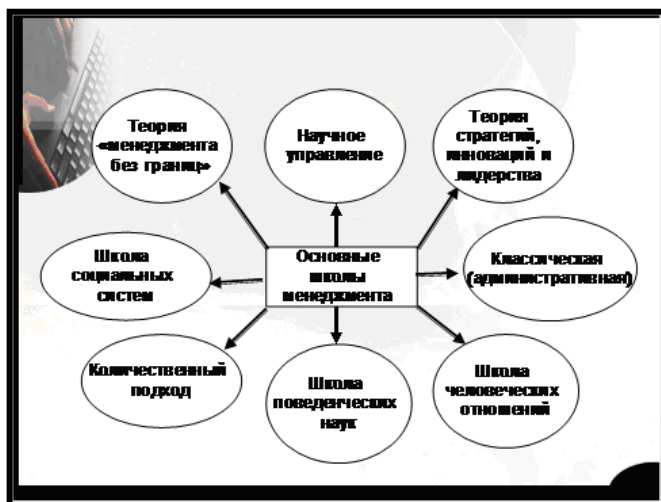 Теория
«менеджмента
без границ»
Научное
управление
Теория
стратегий,
инноваций и
лидерства
Школа
социальных
систем
Основные
школы
менеджмента
Классическая
(административная)
Количественный
подход
Школа
поведенческих
наук
Школа
человеческих
отношений